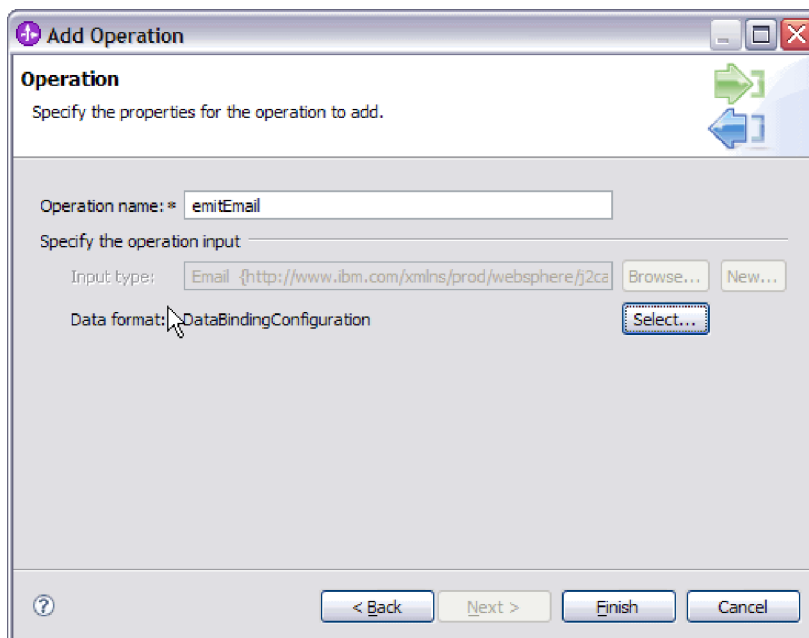 Add Operation
Operation
Specify the properties for the operation to add.
Operation name:* emitEmail
Specify the operation input
Input type: Email {http://www.ibm.com/xmlns/prod/websphere/j2ca Browse... New...
Data format: DataBindingConfiguration Select...
? < Back Next > Finish Cancel